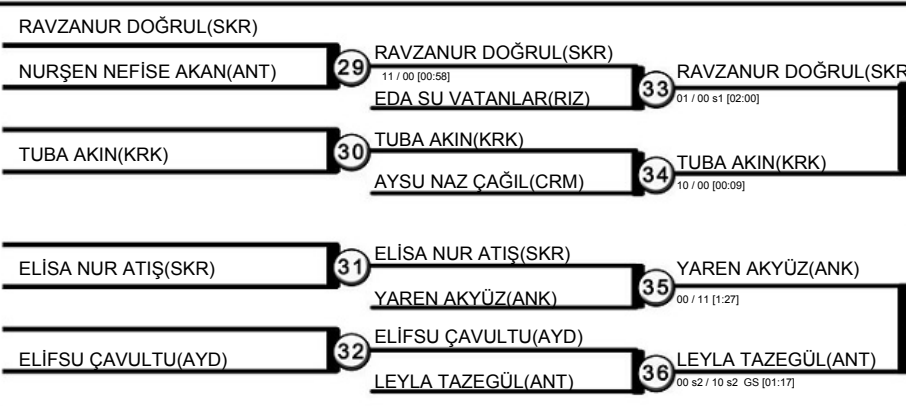 RAVZANUR DOĞRUL(SKR)
NURŞEN NEFİSE AKAN(ANT)
29
RAVZANUR DOĞRUL(SKR)
11 / 00 [00:58]
EDA SU VATANLAR(RIZ)
33
RAVZANUR DOĞRUL(SKR
01 / 00 s1 [02:00]
TUBA AKIN(KRK)
30
TUBA AKIN(KRK)
AYSU NAZ ÇAĞIL(CRM)
34
TUBA AKIN(KRK)
10 / 00 [00:09]
ELİSA NUR ATIŞ(SKR)
31
ELİSA NUR ATIŞ(SKR)
YAREN AKYÜZ(ANK)
35
YAREN AKYÜZ(ANK)
00 / 11 [1:27]
ELİFSU ÇAVULTU(AYD)
32
ELİFSU ÇAVULTU(AYD)
LEYLA TAZEGÜL(ANT)
36
LEYLA TAZEGÜL(ANT)
00 s2 / 10 s2 GS [01:17]